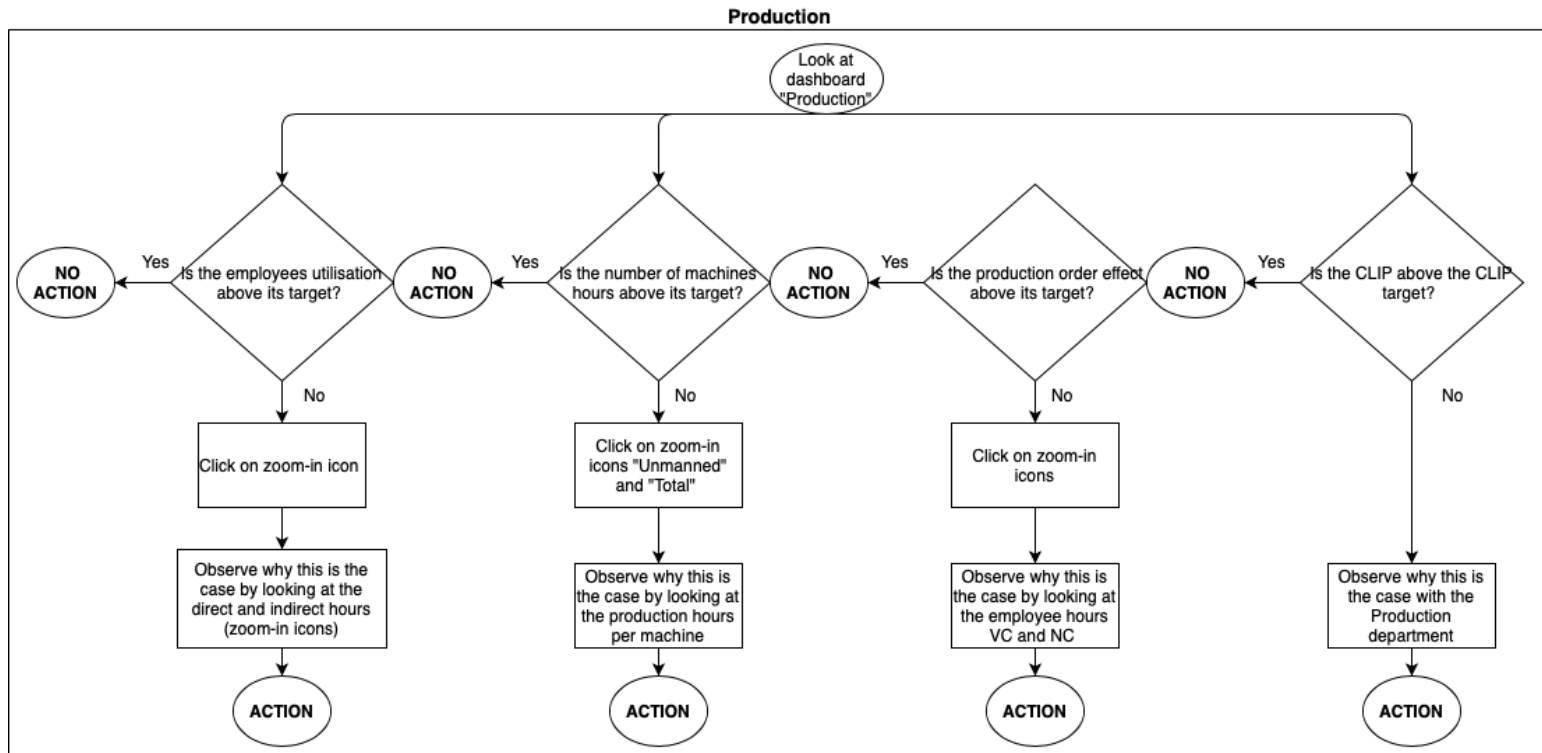 Production
Look at
dashboard
"Production"
NO
ACTION
Yes
Is the employees utilisation
above its target?
NO
ACTION
Yes
Is the number of machines
hours above its target?
NO
ACTION
Yes
Is the production order effect
above its target?
NO
ACTION
Yes
Is the CLIP above the CLIP
target?
No
No
No
No
Click on zoom-in icon
Click on zoom-in
icons "Unmanned"
and "Total"
Click on zoom-in
icons
Observe why this is the
case by looking at the
direct and indirect hours
(zoom-in icons)
Observe why this is
the case by looking at
the production hours
per machine
Observe why this is
the case by looking at
the employee hours
VC and NC
Observe why this is
the case with the
Production
department
ACTION
ACTION
ACTION
ACTION